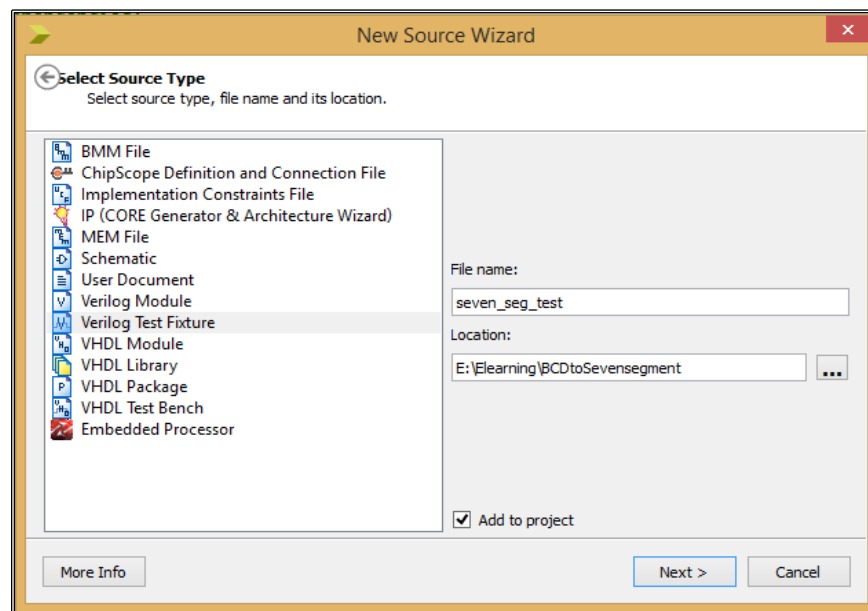 New Source Wizard
Select Source Type
Select source type, file name and its location.
BMM File
ChipScope Definition and Connection File
Implementation Constraints File
IP (CORE Generator & Architecture Wizard)
MEM File
Schematic
User Document
Verilog Module
Verilog Test Fixture
VHDL Module
VHDL Library
VHDL Package
VHDL Test Bench
Embedded Processor
File name:
seven_seg_test
Location:
E:\Elearning\BCDtoSevensegment
...
Add to project
More Info
Next >
Cancel